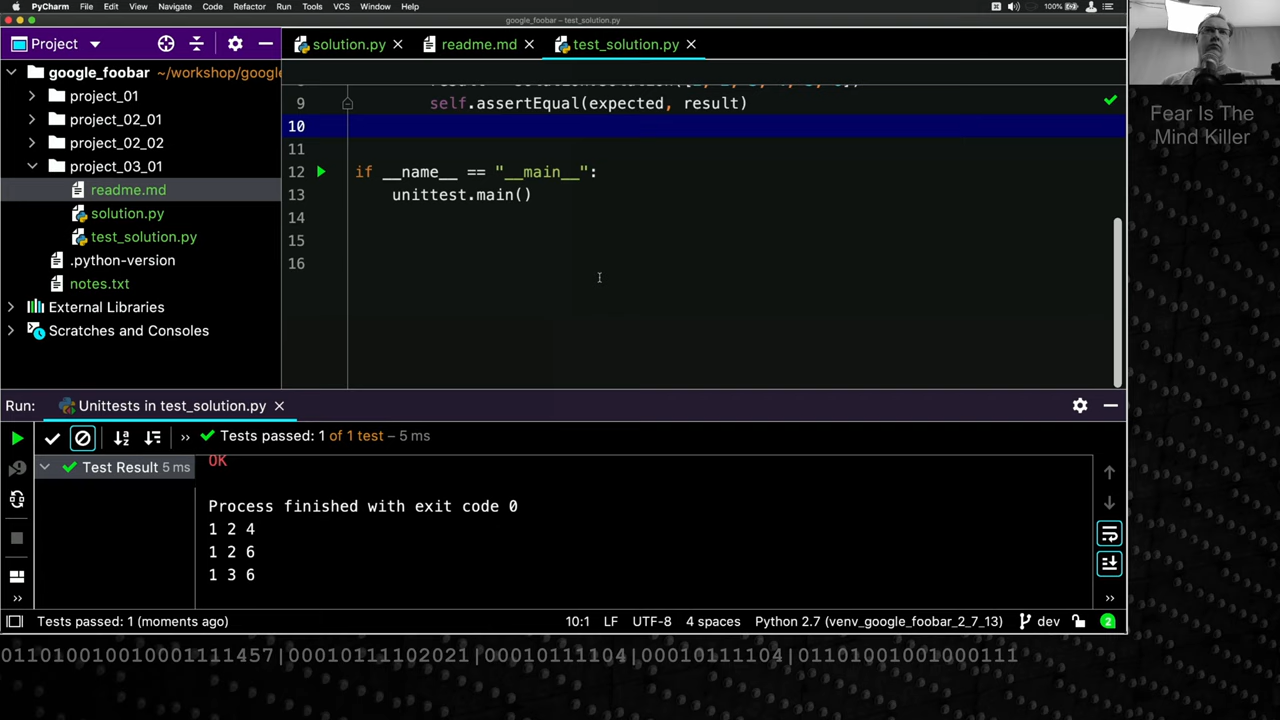 PyCharm File Edit View Navigate Code Refactor Run Tools VCS Window Help 100%
google_foobar – test_solution.py
Project solution.py readme.md test_solution.py
google_foobar ~/workshop/google
project_01
project_02_01
project_02_02
project_03_01
readme.md
solution.py
test_solution.py
.python-version
notes.txt
External Libraries
Scratches and Consoles
9 self.assertEqual(expected, result)
10
11
12 if __name__ == "__main__":
13 unittest.main()
14
15
16
Fear Is The
Mind Killer
Run: Unittests in test_solution.py
Tests passed: 1 of 1 test – 5 ms
Test Result 5 ms
OK
Process finished with exit code 0
1 2 4
1 2 6
1 3 6
Tests passed: 1 (moments ago) 10:1 LF UTF-8 4 spaces Python 2.7 (venv_google_foobar_2_7_13) dev 2
011010010010001111457|00010111102021|00010111104|00010111104|01101001001000111